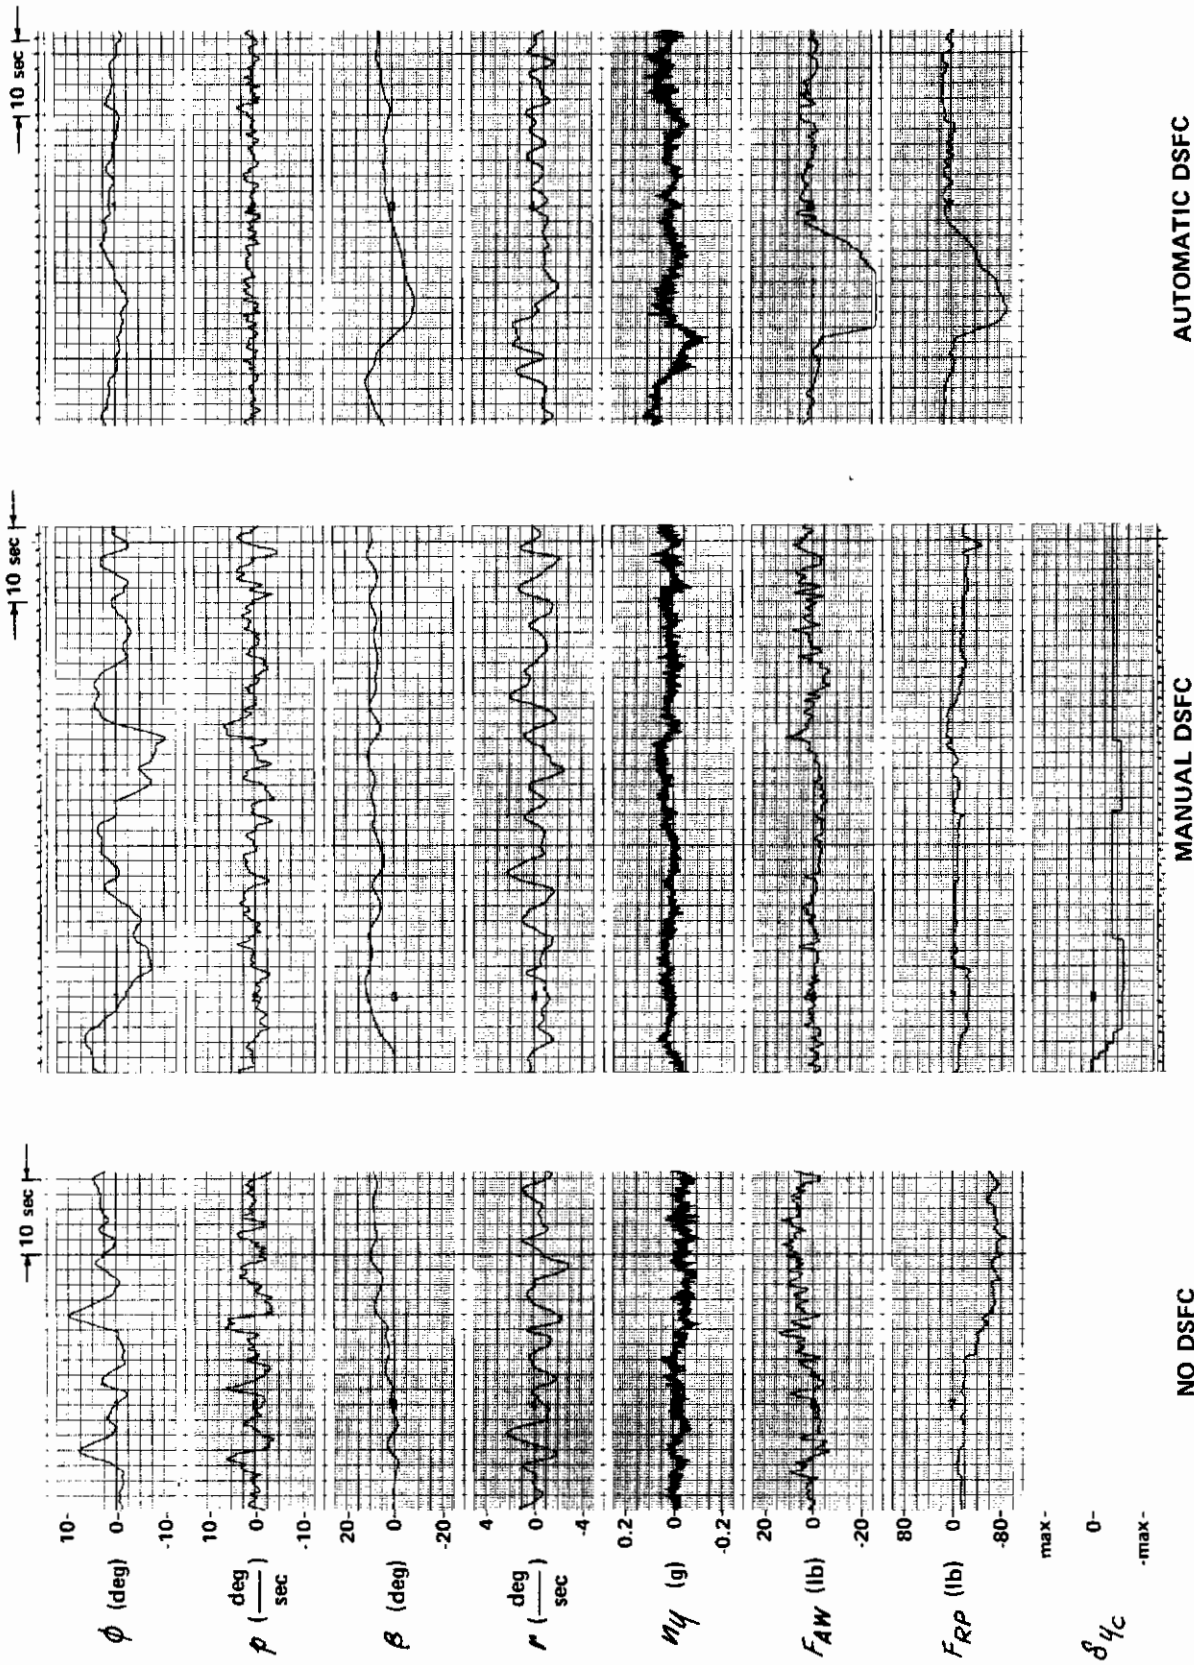 10 sec
10 sec
10 sec
10-
0-
-10-
ϕ (deg)
10-
0-
-10-
p (deg/sec)
20-
0-
-20-
β (deg)
4-
0-
-4-
r (deg/sec)
0.2-
0-
-0.2-
ny (g)
20-
0-
-20-
FAW (lb)
80-
0-
-80-
FRP (lb)
max-
0-
-max-
δyc
NO DSFC
MANUAL DSFC
AUTOMATIC DSFC